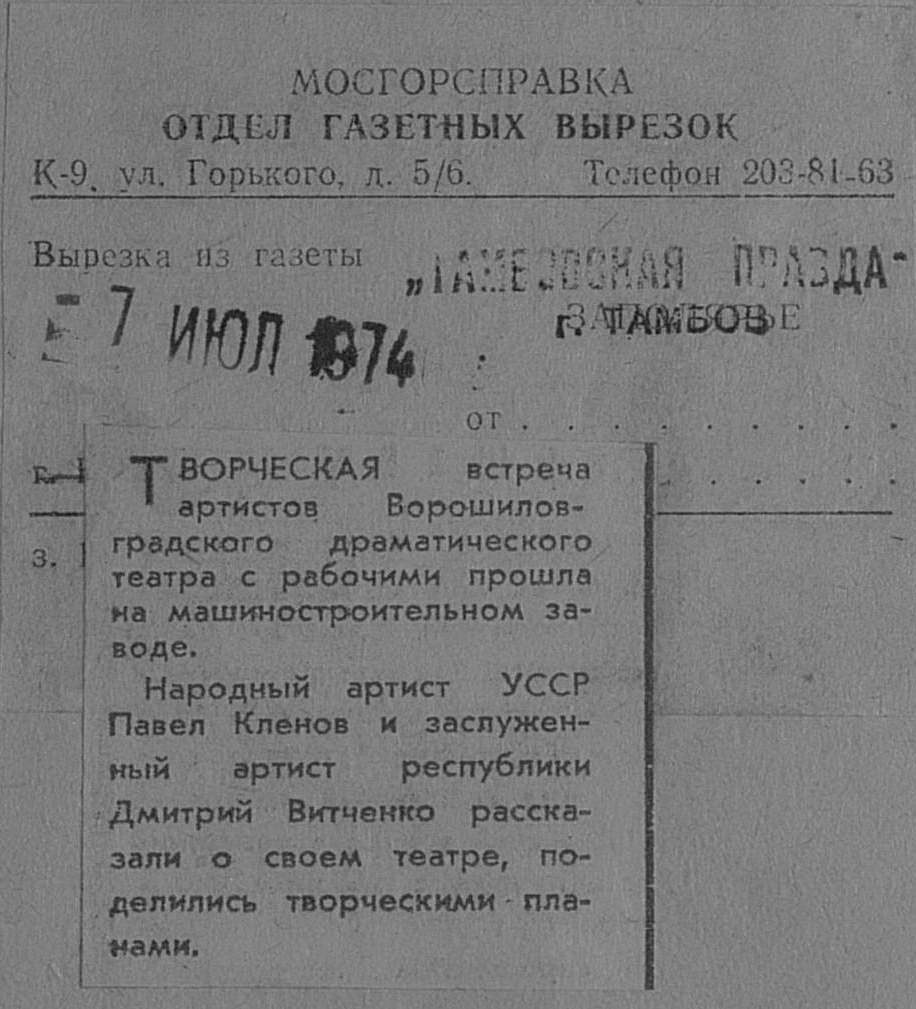 МОСГОРСПРАВКА
ОТДЕЛ ГАЗЕТНЫХ ВЫРЕЗОК
К-9, ул. Горького, д. 5/6. Телефон 203-81-63
Вырезка из газеты
„ТАМБОВСКАЯ ПРАВДА"
г. ТАМБОВ
7 ИЮЛ 1974
от . . . . . . . . .
з.
ТВОРЧЕСКАЯ встреча
артистов Ворошилов-
градского драматического
театра с рабочими прошла
на машиностроительном за-
воде.
Народный артист УССР
Павел Кленов и заслужен-
ный артист республики
Дмитрий Витченко расска-
зали о своем театре, по-
делились творческими пла-
нами.